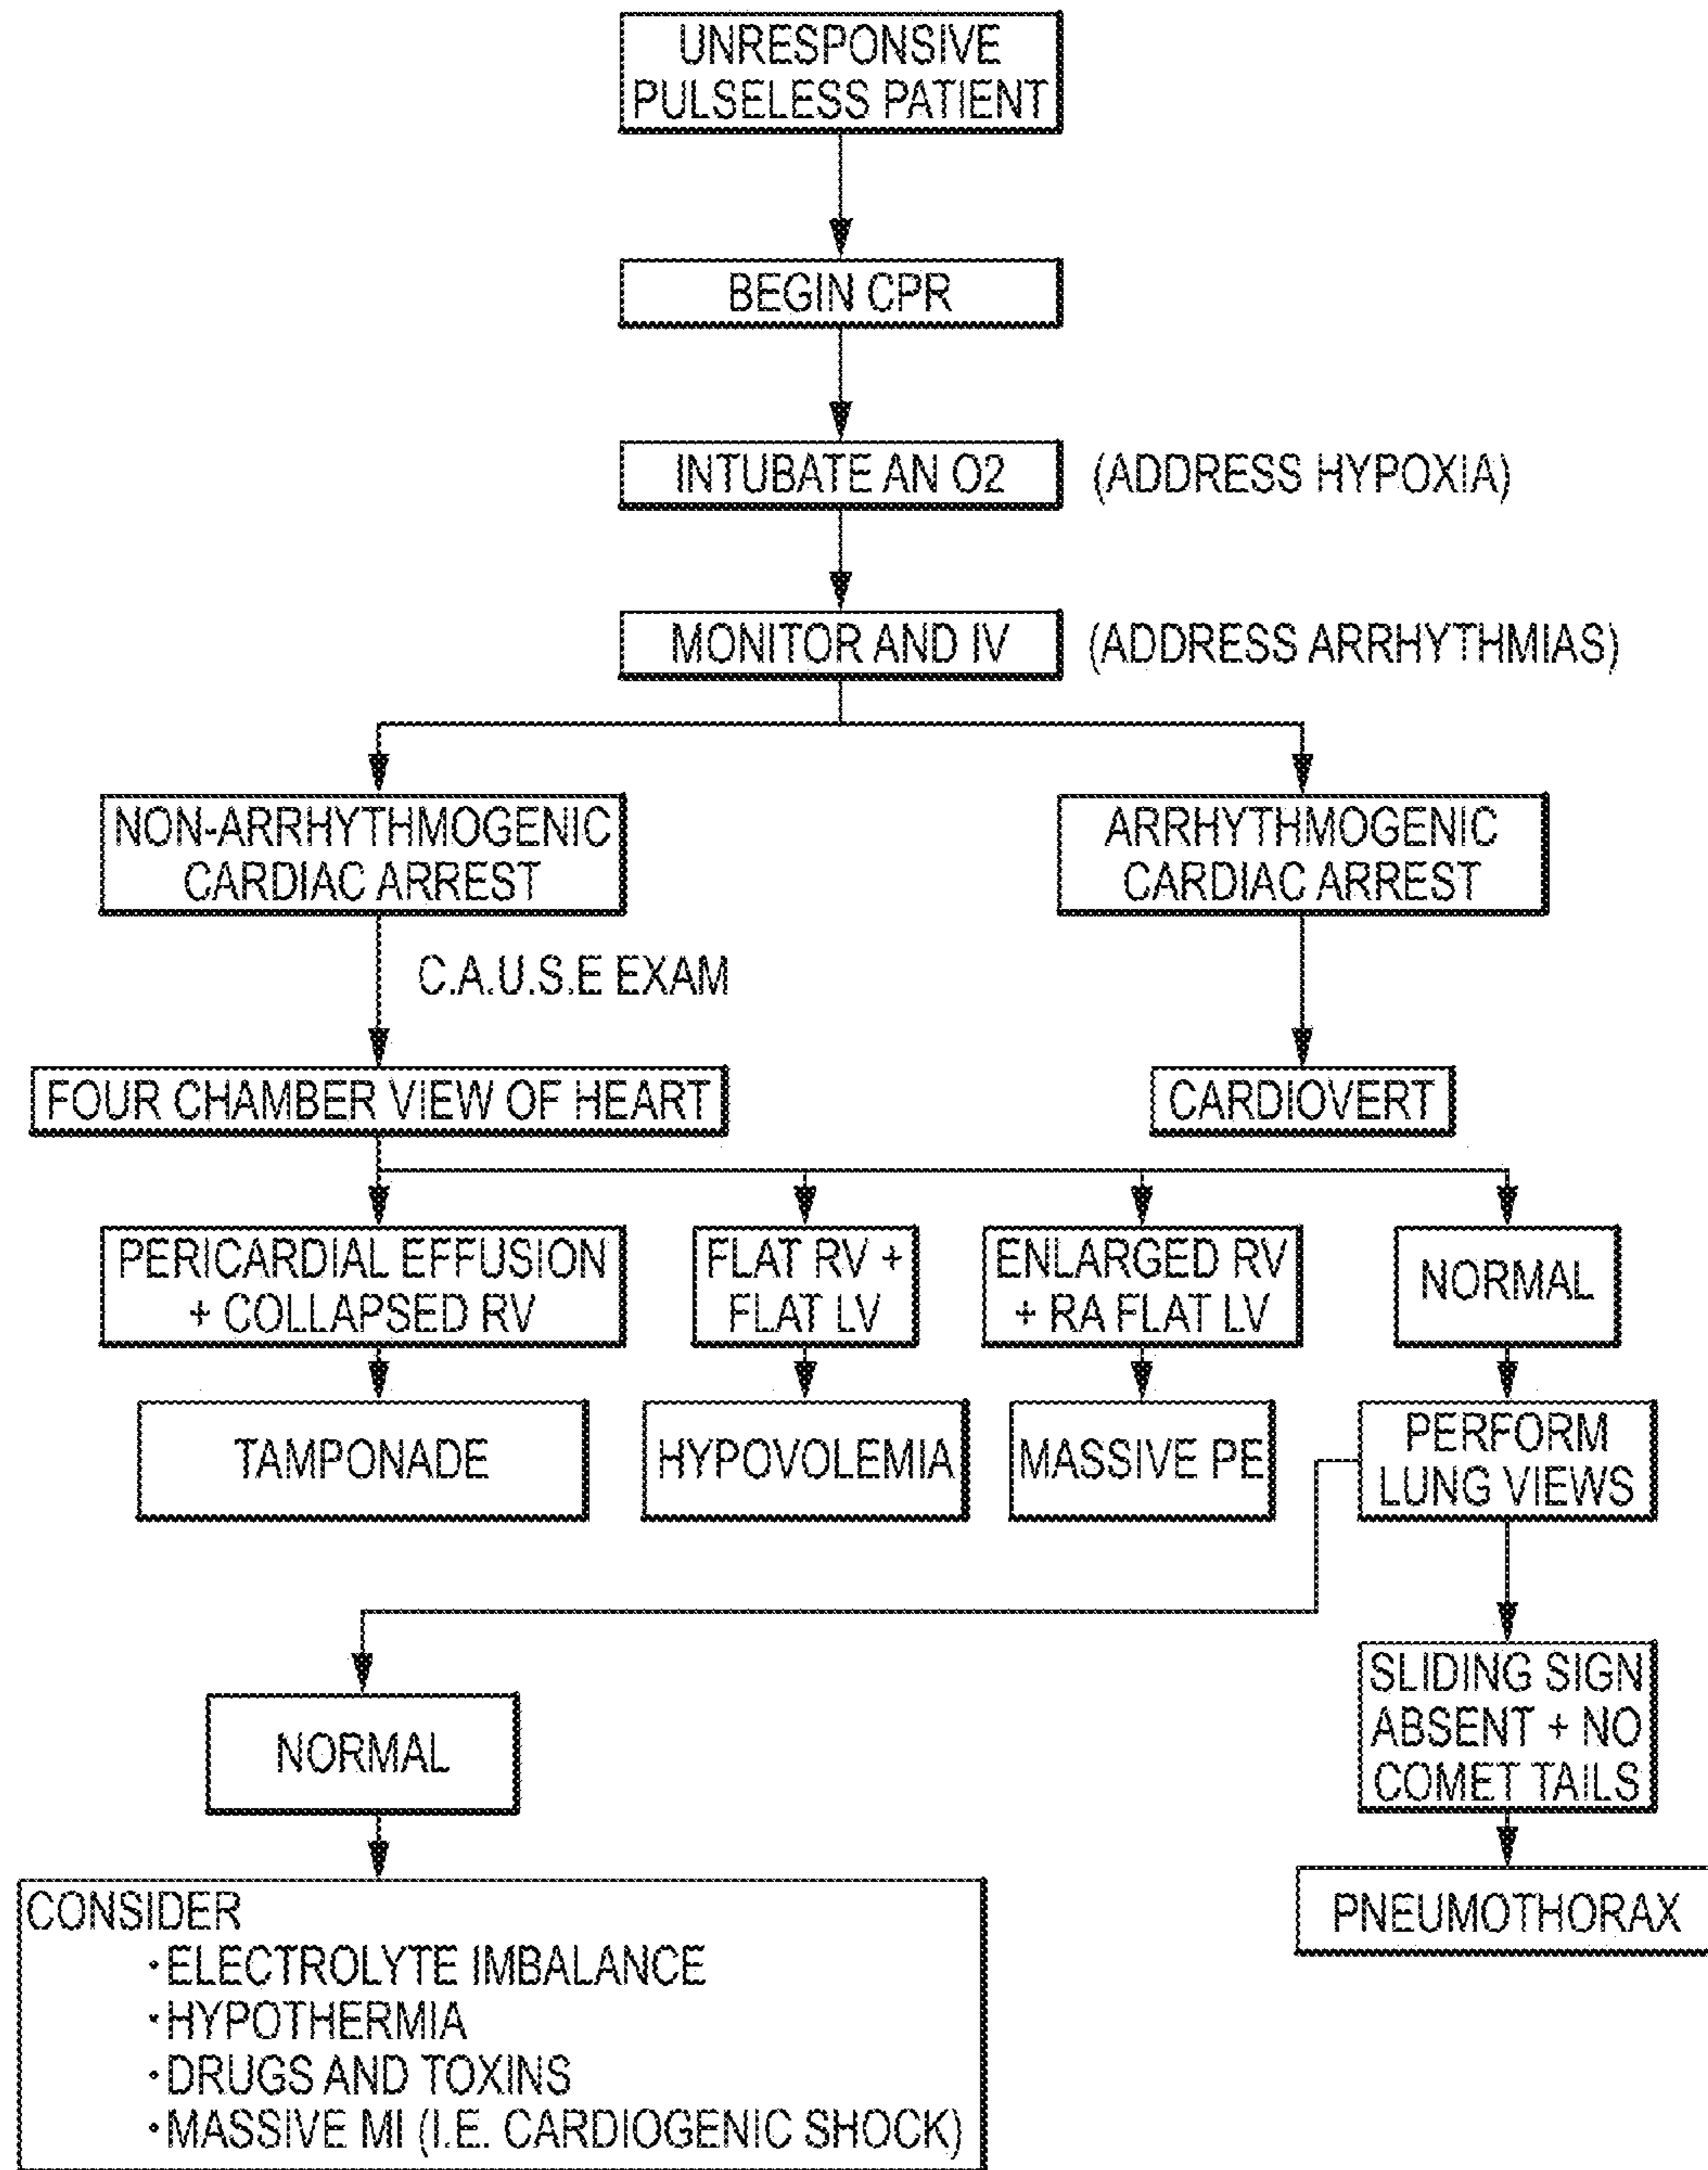 UNRESPONSIVE
PULSELESS PATIENT
BEGIN CPR
INTUBATE AN O2 (ADDRESS HYPOXIA)
MONITOR AND IV (ADDRESS ARRHYTHMIAS)
NON-ARRHYTHMOGENIC
CARDIAC ARREST
ARRHYTHMOGENIC
CARDIAC ARREST
C.A.U.S.E EXAM
FOUR CHAMBER VIEW OF HEART
CARDIOVERT
PERICARDIAL EFFUSION
+ COLLAPSED RV
FLAT RV +
FLAT LV
ENLARGED RV
+ RA FLAT LV
NORMAL
TAMPONADE
HYPOVOLEMIA
MASSIVE PE
PERFORM
LUNG VIEWS
NORMAL
SLIDING SIGN
ABSENT + NO
COMET TAILS
CONSIDER
· ELECTROLYTE IMBALANCE
· HYPOTHERMIA
· DRUGS AND TOXINS
· MASSIVE MI (I.E. CARDIOGENIC SHOCK)
PNEUMOTHORAX